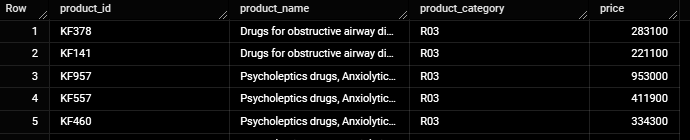 Row product_id product_name product_category price
1 KF378 Drugs for obstructive airway di... R03 283100
2 KF141 Drugs for obstructive airway di... R03 221100
3 KF957 Psycholeptics drugs, Anxiolytic... R03 953000
4 KF557 Psycholeptics drugs, Anxiolytic... R03 411900
5 KF460 Psycholeptics drugs, Anxiolytic... R03 334300